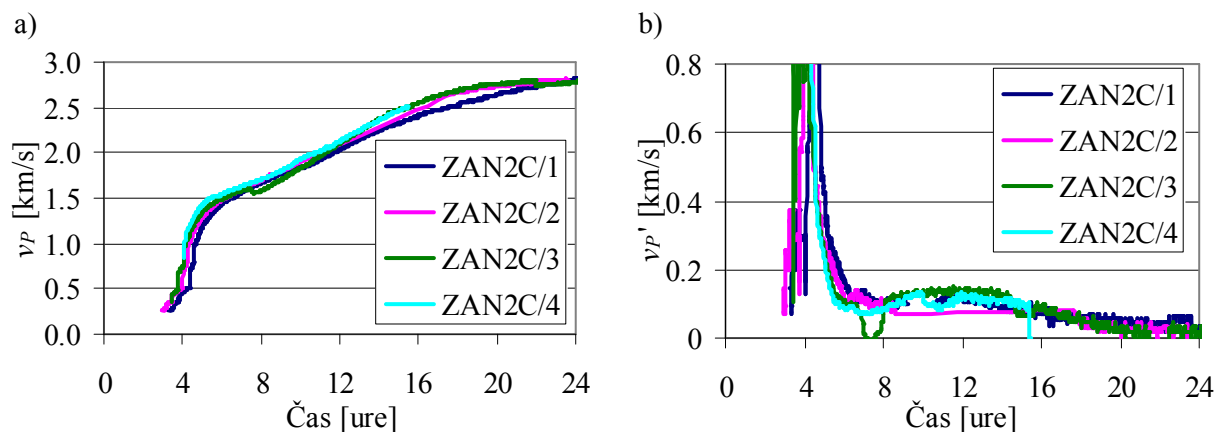 a)
v_P [km/s]
3.0
2.5
2.0
1.5
1.0
0.5
0.0
0 4 8 12 16 20 24
Čas [ure]
ZAN2C/1
ZAN2C/2
ZAN2C/3
ZAN2C/4
b)
v_P' [km/s]
0.8
0.6
0.4
0.2
0
0 4 8 12 16 20 24
Čas [ure]
ZAN2C/1
ZAN2C/2
ZAN2C/3
ZAN2C/4